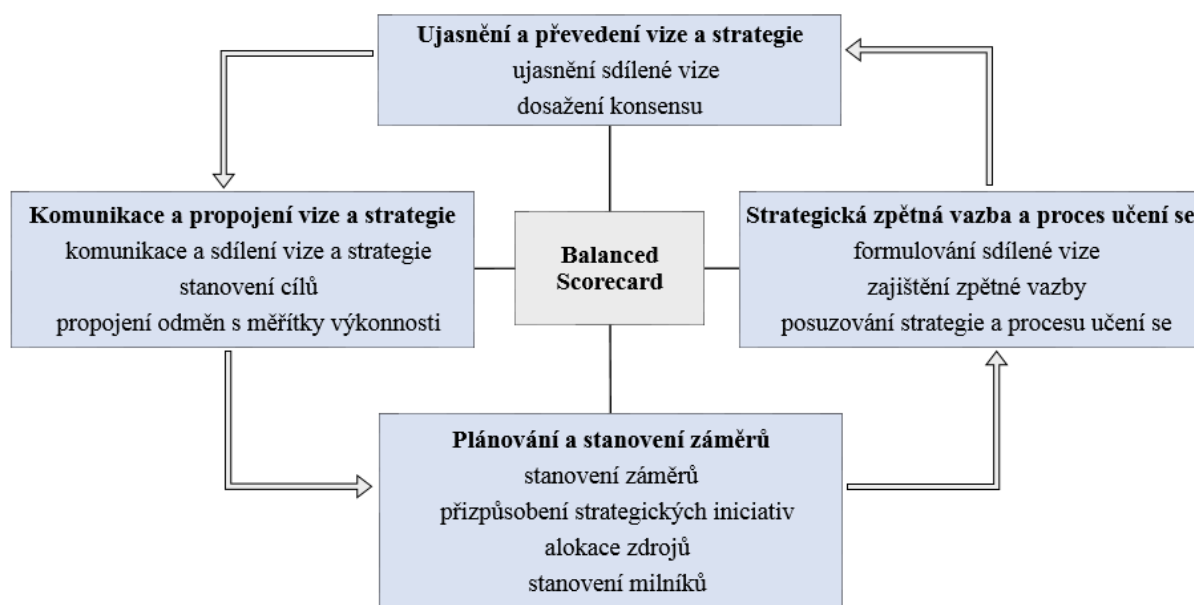 Ujasnění a převedení vize a strategie
ujasnění sdílené vize
dosažení konsensu
Komunikace a propojení vize a strategie
komunikace a sdílení vize a strategie
stanovení cílů
propojení odměn s měřítky výkonnosti
Balanced
Scorecard
Strategická zpětná vazba a proces učení se
formulování sdílené vize
zajištění zpětné vazby
posuzování strategie a procesu učení se
Plánování a stanovení záměrů
stanovení záměrů
přizpůsobení strategických iniciativ
alokace zdrojů
stanovení milníků